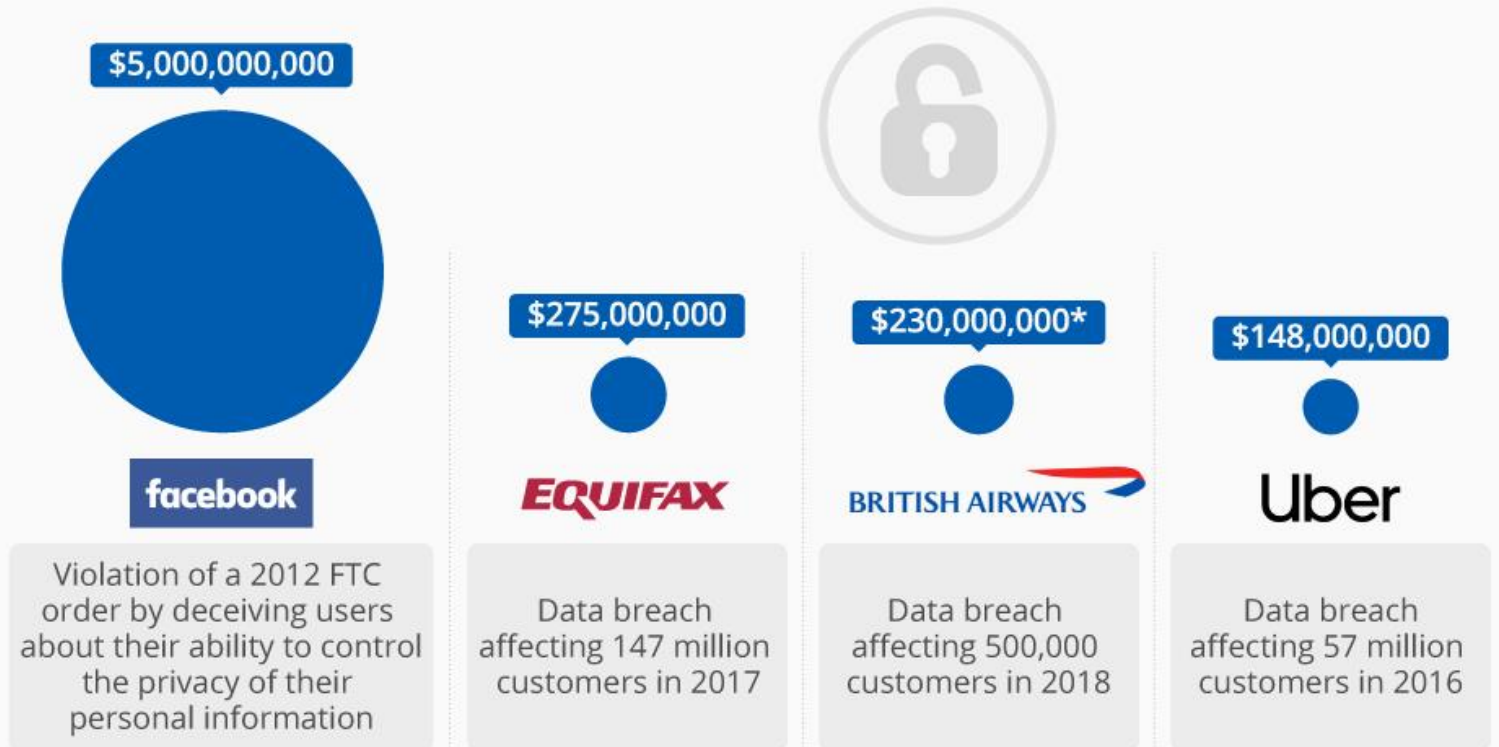 $5,000,000,000
facebook
Violation of a 2012 FTC
order by deceiving users
about their ability to control
the privacy of their
personal information
$275,000,000
EQUIFAX
Data breach
affecting 147 million
customers in 2017
$230,000,000*
BRITISH AIRWAYS
Data breach
affecting 500,000
customers in 2018
$148,000,000
Uber
Data breach
affecting 57 million
customers in 2016